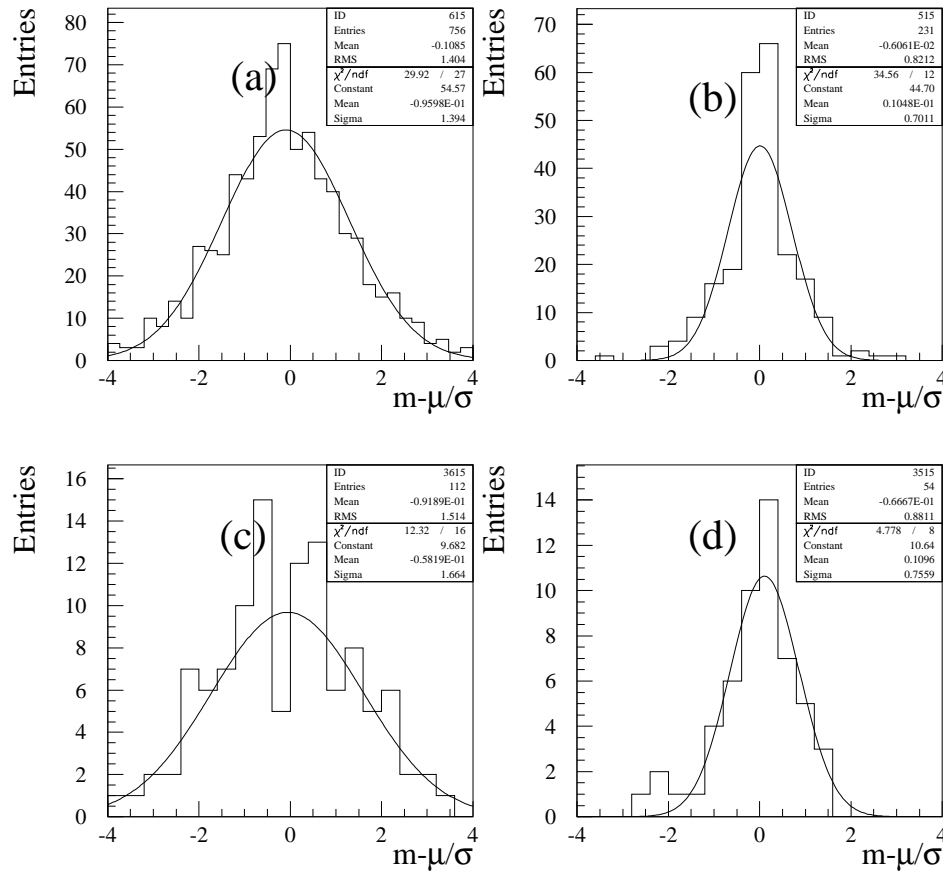 Entries
(a)
ID 615
Entries 756
Mean -0.1085
RMS 1.404
χ²/ndf 29.92 / 27
Constant 54.57
Mean -0.9598E-01
Sigma 1.394
80
70
60
50
40
30
20
10
0
-4 -2 0 2 4
m-μ/σ
Entries
(b)
ID 515
Entries 231
Mean -0.6061E-02
RMS 0.8212
χ²/ndf 34.56 / 12
Constant 44.70
Mean 0.1048E-01
Sigma 0.7011
70
60
50
40
30
20
10
0
-4 -2 0 2 4
m-μ/σ
Entries
(c)
ID 3615
Entries 112
Mean -0.9189E-01
RMS 1.514
χ²/ndf 12.32 / 16
Constant 9.682
Mean -0.5819E-01
Sigma 1.664
16
14
12
10
8
6
4
2
0
-4 -2 0 2 4
m-μ/σ
Entries
(d)
ID 3515
Entries 54
Mean -0.6667E-01
RMS 0.8811
χ²/ndf 4.778 / 8
Constant 10.64
Mean 0.1096
Sigma 0.7559
14
12
10
8
6
4
2
0
-4 -2 0 2 4
m-μ/σ